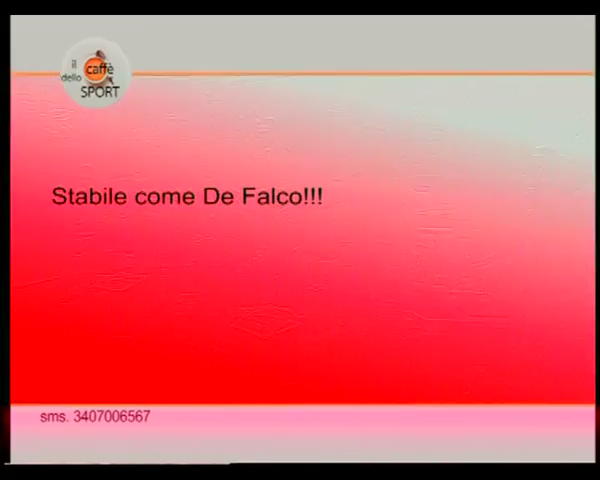 il
caffè
dello
SPORT
Stabile come De Falco!!!
sms. 3407006567